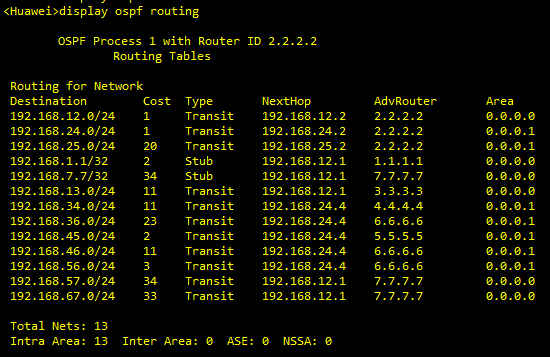 <Huawei>display ospf routing
OSPF Process 1 with Router ID 2.2.2.2
Routing Tables
Routing for Network
Destination Cost Type NextHop AdvRouter Area
192.168.12.0/24 1 Transit 192.168.12.2 2.2.2.2 0.0.0.0
192.168.24.0/24 1 Transit 192.168.24.2 2.2.2.2 0.0.0.1
192.168.25.0/24 20 Transit 192.168.25.2 2.2.2.2 0.0.0.1
192.168.1.1/32 2 Stub 192.168.12.1 1.1.1.1 0.0.0.0
192.168.7.7/32 34 Stub 192.168.12.1 7.7.7.7 0.0.0.0
192.168.13.0/24 11 Transit 192.168.12.1 3.3.3.3 0.0.0.0
192.168.34.0/24 11 Transit 192.168.24.4 4.4.4.4 0.0.0.1
192.168.36.0/24 23 Transit 192.168.24.4 6.6.6.6 0.0.0.1
192.168.45.0/24 2 Transit 192.168.24.4 5.5.5.5 0.0.0.1
192.168.46.0/24 11 Transit 192.168.24.4 6.6.6.6 0.0.0.1
192.168.56.0/24 3 Transit 192.168.24.4 6.6.6.6 0.0.0.1
192.168.57.0/24 34 Transit 192.168.12.1 7.7.7.7 0.0.0.0
192.168.67.0/24 33 Transit 192.168.12.1 7.7.7.7 0.0.0.0
Total Nets: 13
Intra Area: 13 Inter Area: 0 ASE: 0 NSSA: 0